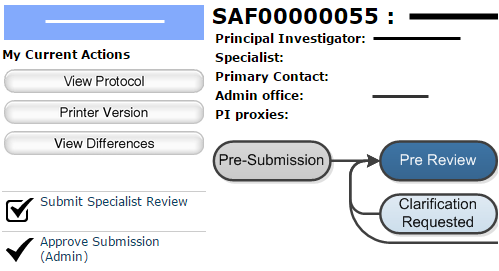 My Current Actions
View Protocol
Printer Version
View Differences
Submit Specialist Review
Approve Submission
(Admin)
SAF00000055 :
Principal Investigator:
Specialist:
Primary Contact:
Admin office:
PI proxies:
Pre-Submission
Pre Review
Clarification
Requested